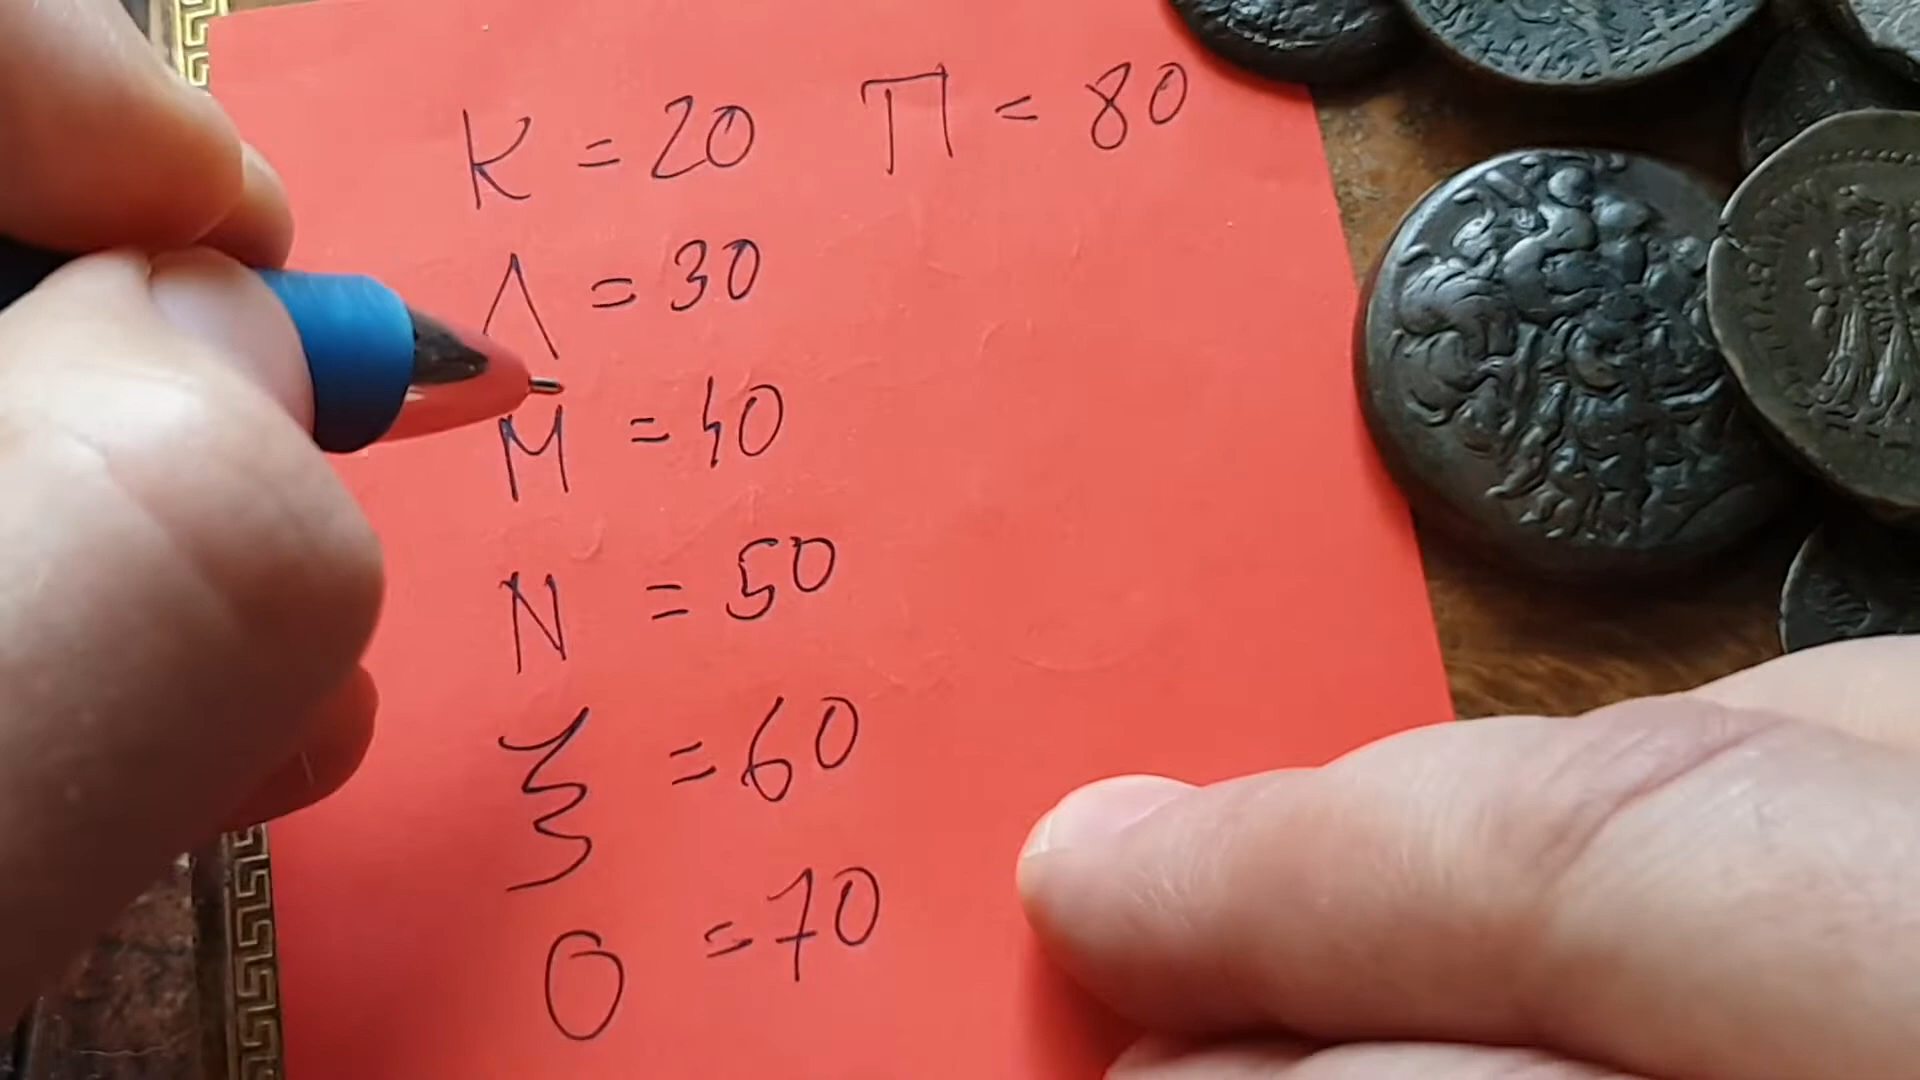 Κ = 20 Π = 80
Λ = 30
Μ = 40
Ν = 50
Ξ = 60
Ο = 70